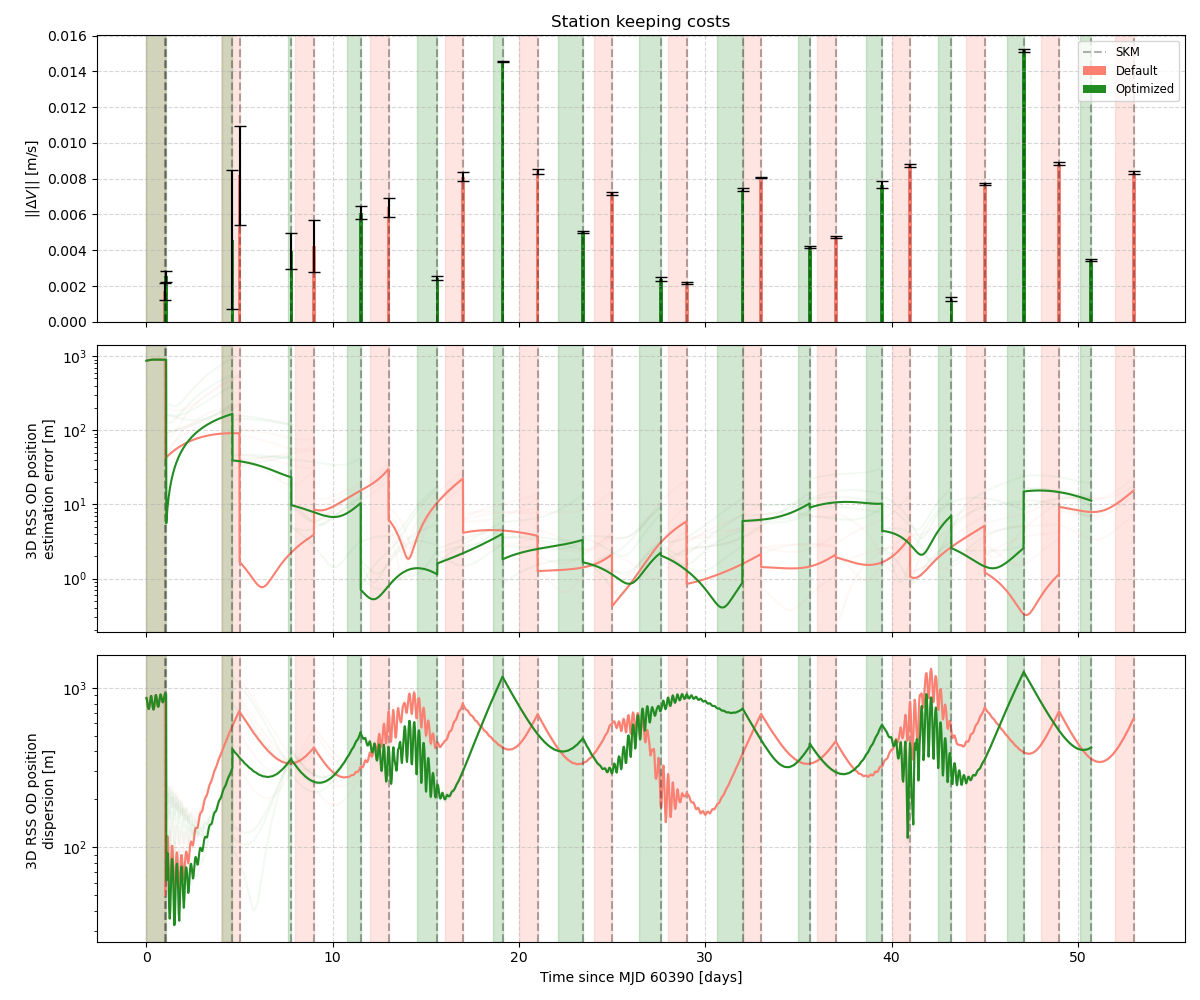 Station keeping costs
0.016
0.014
0.012
0.010
0.008
0.006
0.004
0.002
0.000
||ΔV|| [m/s]
SKM
Default
Optimized
10³
10²
10¹
10⁰
3D RSS OD position
estimation error [m]
10³
10²
3D RSS OD position
dispersion [m]
0
10
20
30
40
50
Time since MJD 60390 [days]